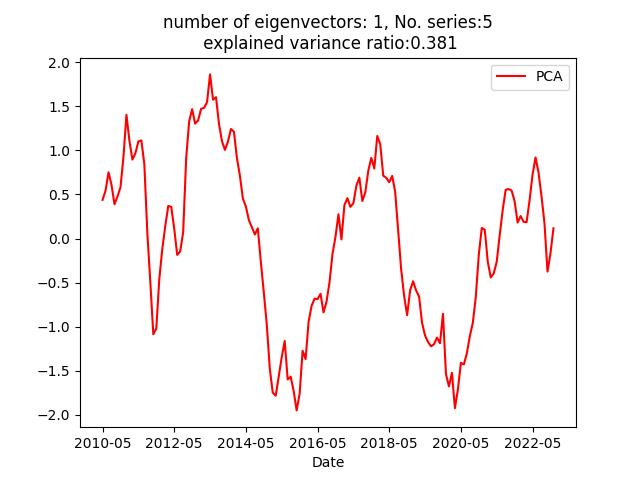 number of eigenvectors: 1, No. series:5
explained variance ratio:0.381
PCA
2.0
1.5
1.0
0.5
0.0
−0.5
−1.0
−1.5
−2.0
2010-05 2012-05 2014-05 2016-05 2018-05 2020-05 2022-05
Date